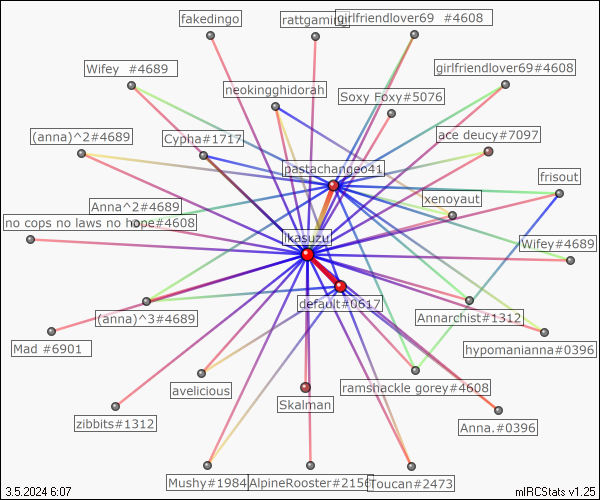 fakedingo
rattgaming
girlfriendlover69 #4608
Wifey #4689
girlfriendlover69#4608
neokingghidorah
Soxy Foxy#5076
(anna)^2#4689
Cypha#1717
ace deucy#7097
pastachangeo41
frisout
xenoyaut
Anna^2#4689
no cops no laws no hope#4608
ikasuzu
Wifey#4689
default#0617
(anna)^3#4689
Annarchist#1312
Mad #6901
hypomanianna#0396
avelicious
ramshackle gorey#4608
Skalman
zibbits#1312
Anna.#0396
Mushy#1984
AlpineRooster#2156
Toucan#2473
3.5.2024 6:07
mIRCStats v1.25